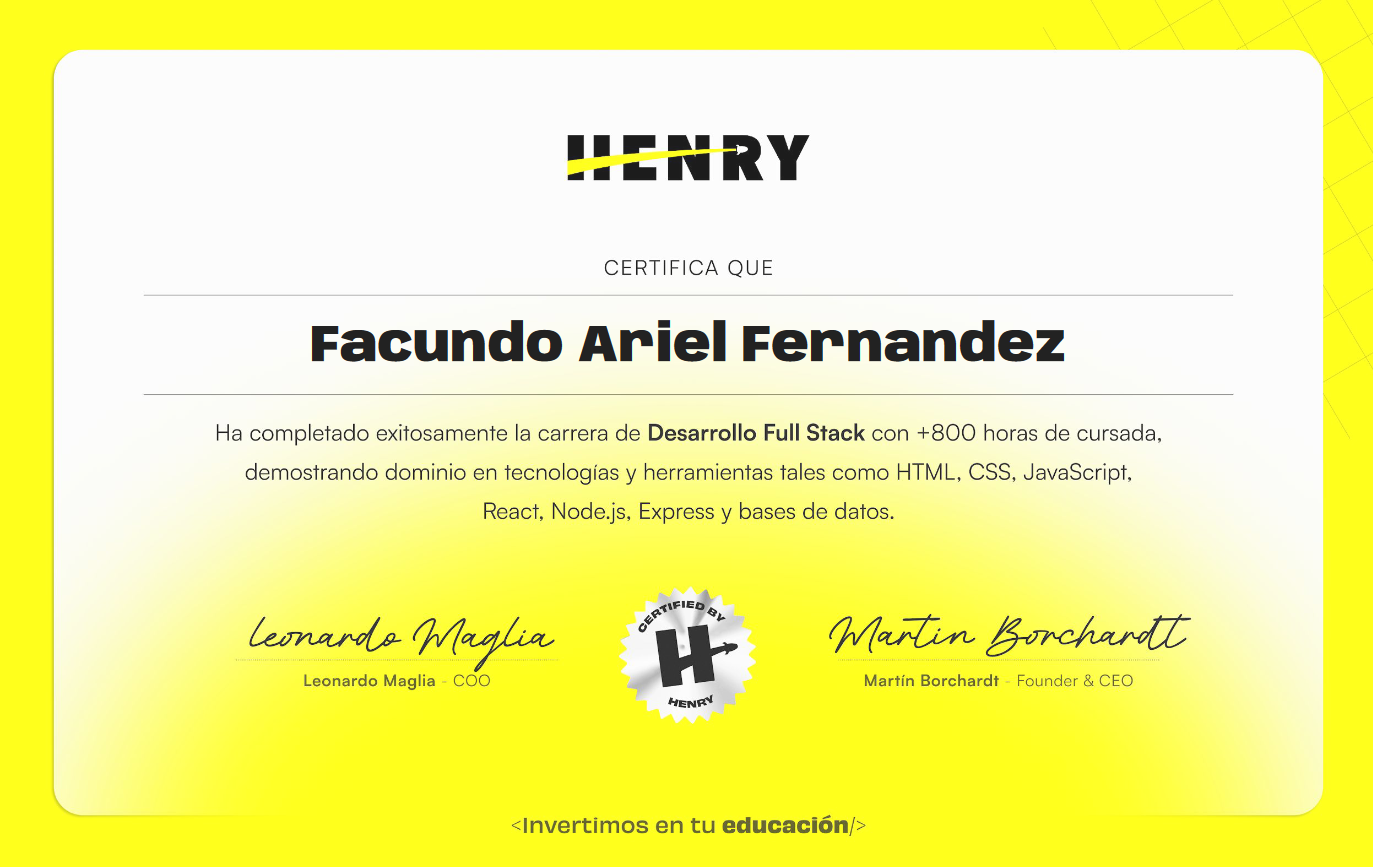 HENRY
CERTIFICA QUE
Facundo Ariel Fernandez
Ha completado exitosamente la carrera de Desarrollo Full Stack con +800 horas de cursada,
demostrando dominio en tecnologías y herramientas tales como HTML, CSS, JavaScript,
React, Node.js, Express y bases de datos.
Leonardo Maglia
Leonardo Maglia - COO
CERTIFIED BY
H
HENRY
Martin Borchardt
Martín Borchardt - Founder & CEO
<Invertimos en tu educación/>